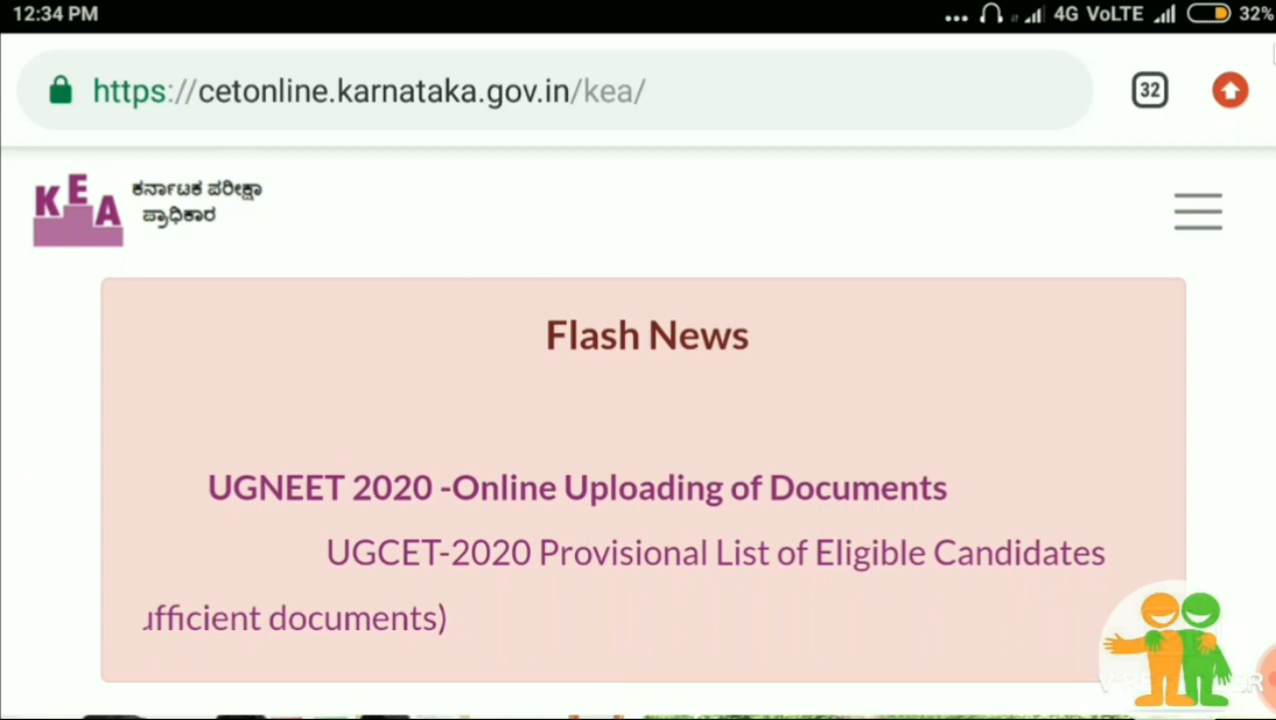 12:34 PM
4G VoLTE 32%
https://cetonline.karnataka.gov.in/kea/
32
KEA
ಕರ್ನಾಟಕ ಪರೀಕ್ಷಾ
ಪ್ರಾಧಿಕಾರ
Flash News
UGNEET 2020 -Online Uploading of Documents
UGCET-2020 Provisional List of Eligible Candidates
ufficient documents)